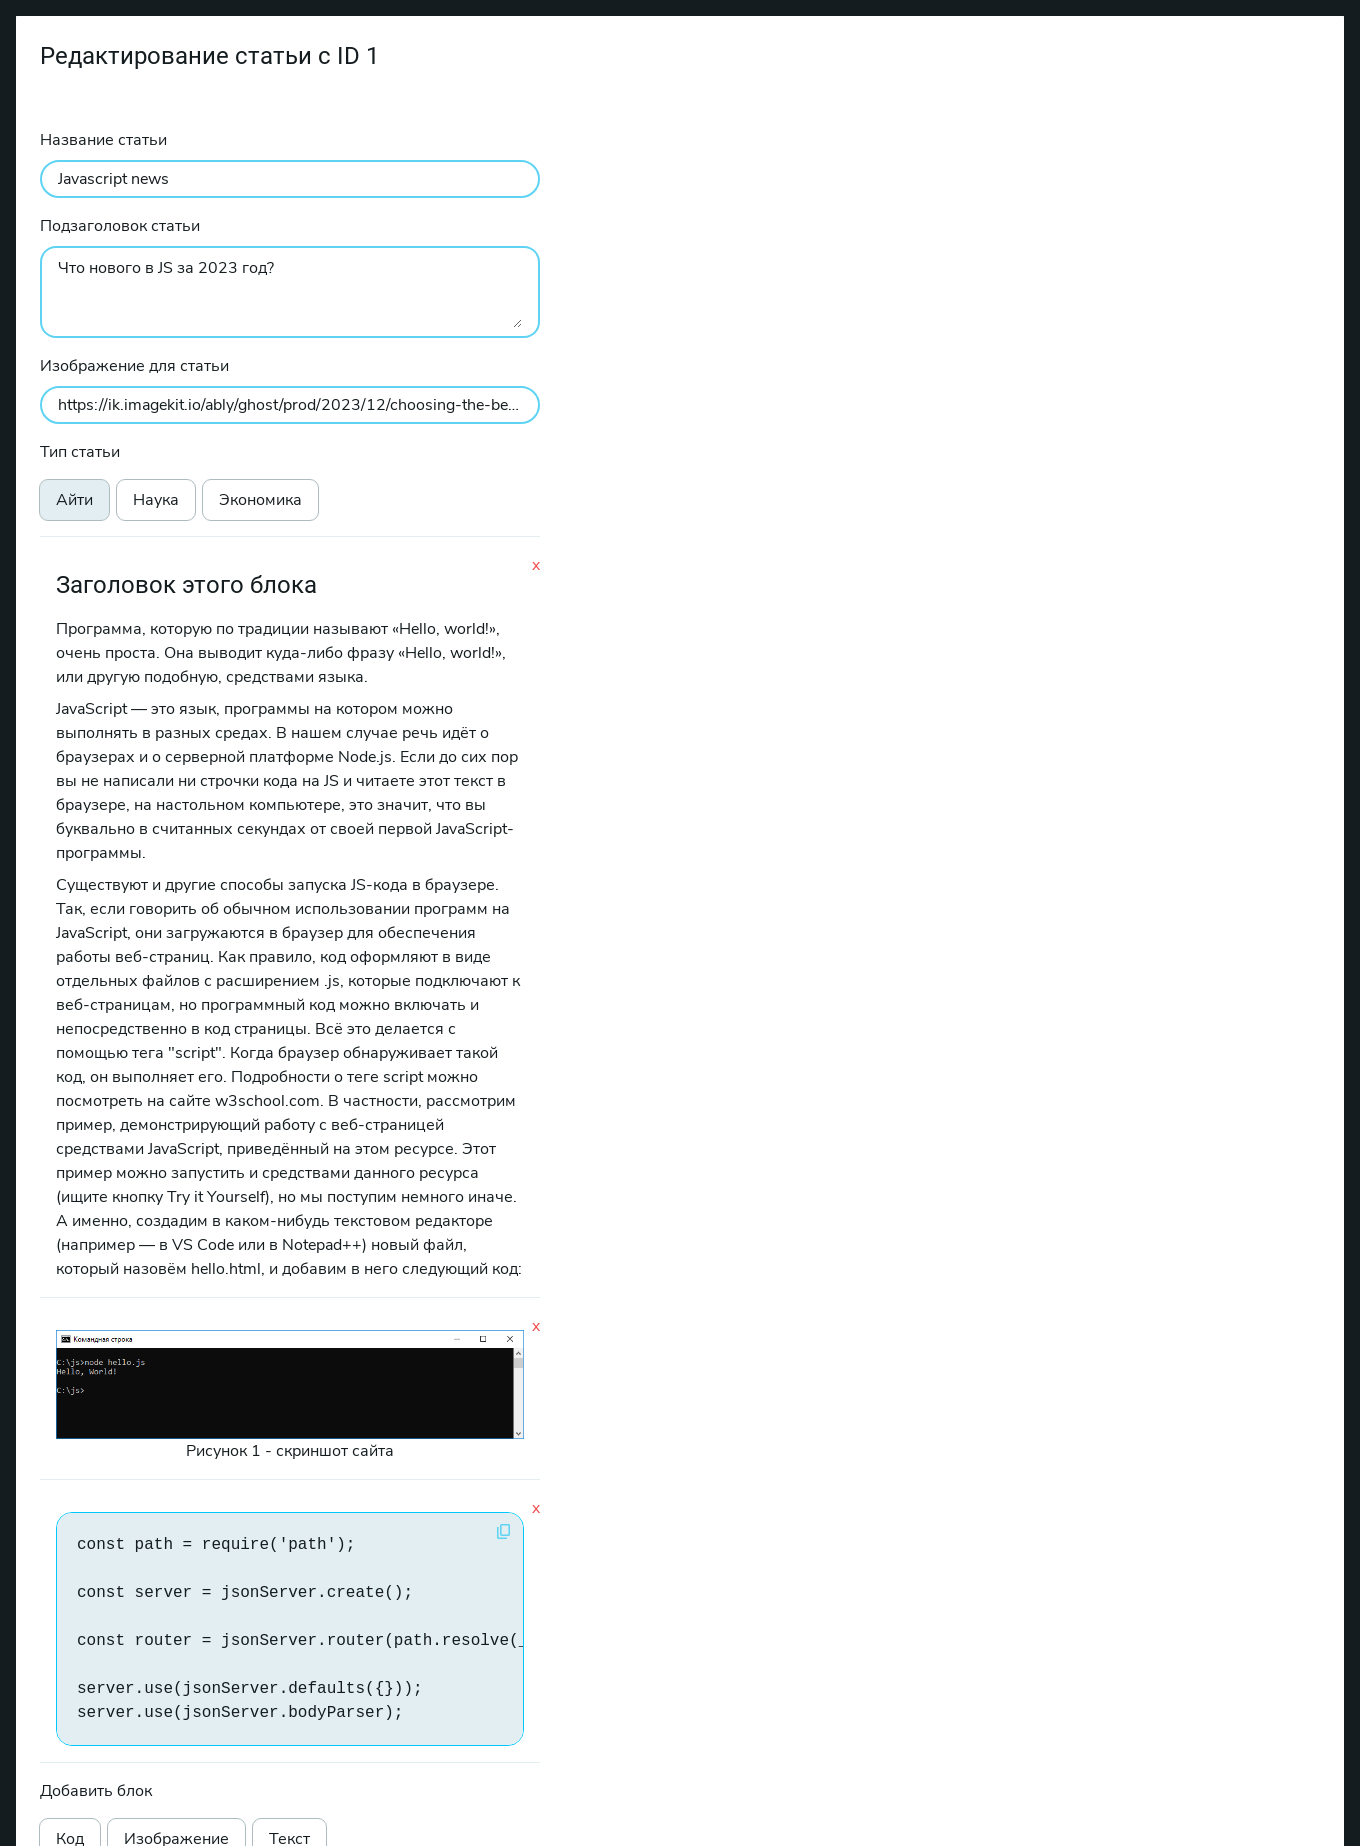 Редактирование статьи с ID 1
Название статьи
Javascript news
Подзаголовок статьи
Что нового в JS за 2023 год?
Изображение для статьи
https://ik.imagekit.io/ably/ghost/prod/2023/12/choosing-the-be...
Тип статьи
Айти Наука Экономика
x
Заголовок этого блока
Программа, которую по традиции называют «Hello, world!»,
очень проста. Она выводит куда-либо фразу «Hello, world!»,
или другую подобную, средствами языка.
JavaScript — это язык, программы на котором можно
выполнять в разных средах. В нашем случае речь идёт о
браузерах и о серверной платформе Node.js. Если до сих пор
вы не написали ни строчки кода на JS и читаете этот текст в
браузере, на настольном компьютере, это значит, что вы
буквально в считанных секундах от своей первой JavaScript-
программы.
Существуют и другие способы запуска JS-кода в браузере.
Так, если говорить об обычном использовании программ на
JavaScript, они загружаются в браузер для обеспечения
работы веб-страниц. Как правило, код оформляют в виде
отдельных файлов с расширением .js, которые подключают к
веб-страницам, но программный код можно включать и
непосредственно в код страницы. Всё это делается с
помощью тега "script". Когда браузер обнаруживает такой
код, он выполняет его. Подробности о теге script можно
посмотреть на сайте w3school.com. В частности, рассмотрим
пример, демонстрирующий работу с веб-страницей
средствами JavaScript, приведённый на этом ресурсе. Этот
пример можно запустить и средствами данного ресурса
(ищите кнопку Try it Yourself), но мы поступим немного иначе.
А именно, создадим в каком-нибудь текстовом редакторе
(например — в VS Code или в Notepad++) новый файл,
который назовём hello.html, и добавим в него следующий код:
x
Командная строка
C:\js>node hello.js
Hello, World!
C:\js>
Рисунок 1 - скриншот сайта
x
const path = require('path');
const server = jsonServer.create();
const router = jsonServer.router(path.resolve(_
server.use(jsonServer.defaults({}));
server.use(jsonServer.bodyParser);
Добавить блок
Код Изображение Текст